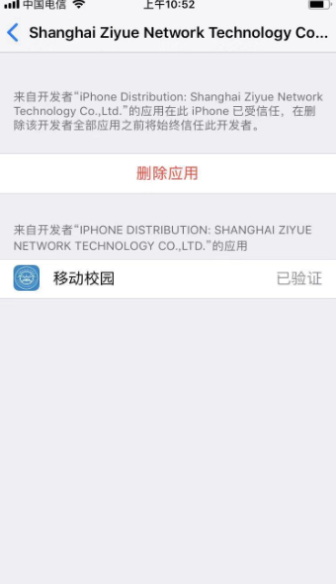 中国电信 上午10:52
Shanghai Ziyue Network Technology Co...
来自开发者“iPhone Distribution: Shanghai Ziyue Network
Technology Co.,Ltd.”的应用在此 iPhone 已受信任，在删
除该开发者全部应用之前将始终信任此开发者。
删除应用
来自开发者“IPHONE DISTRIBUTION: SHANGHAI ZIYUE
NETWORK TECHNOLOGY CO.,LTD.”的应用
移动校园 已验证